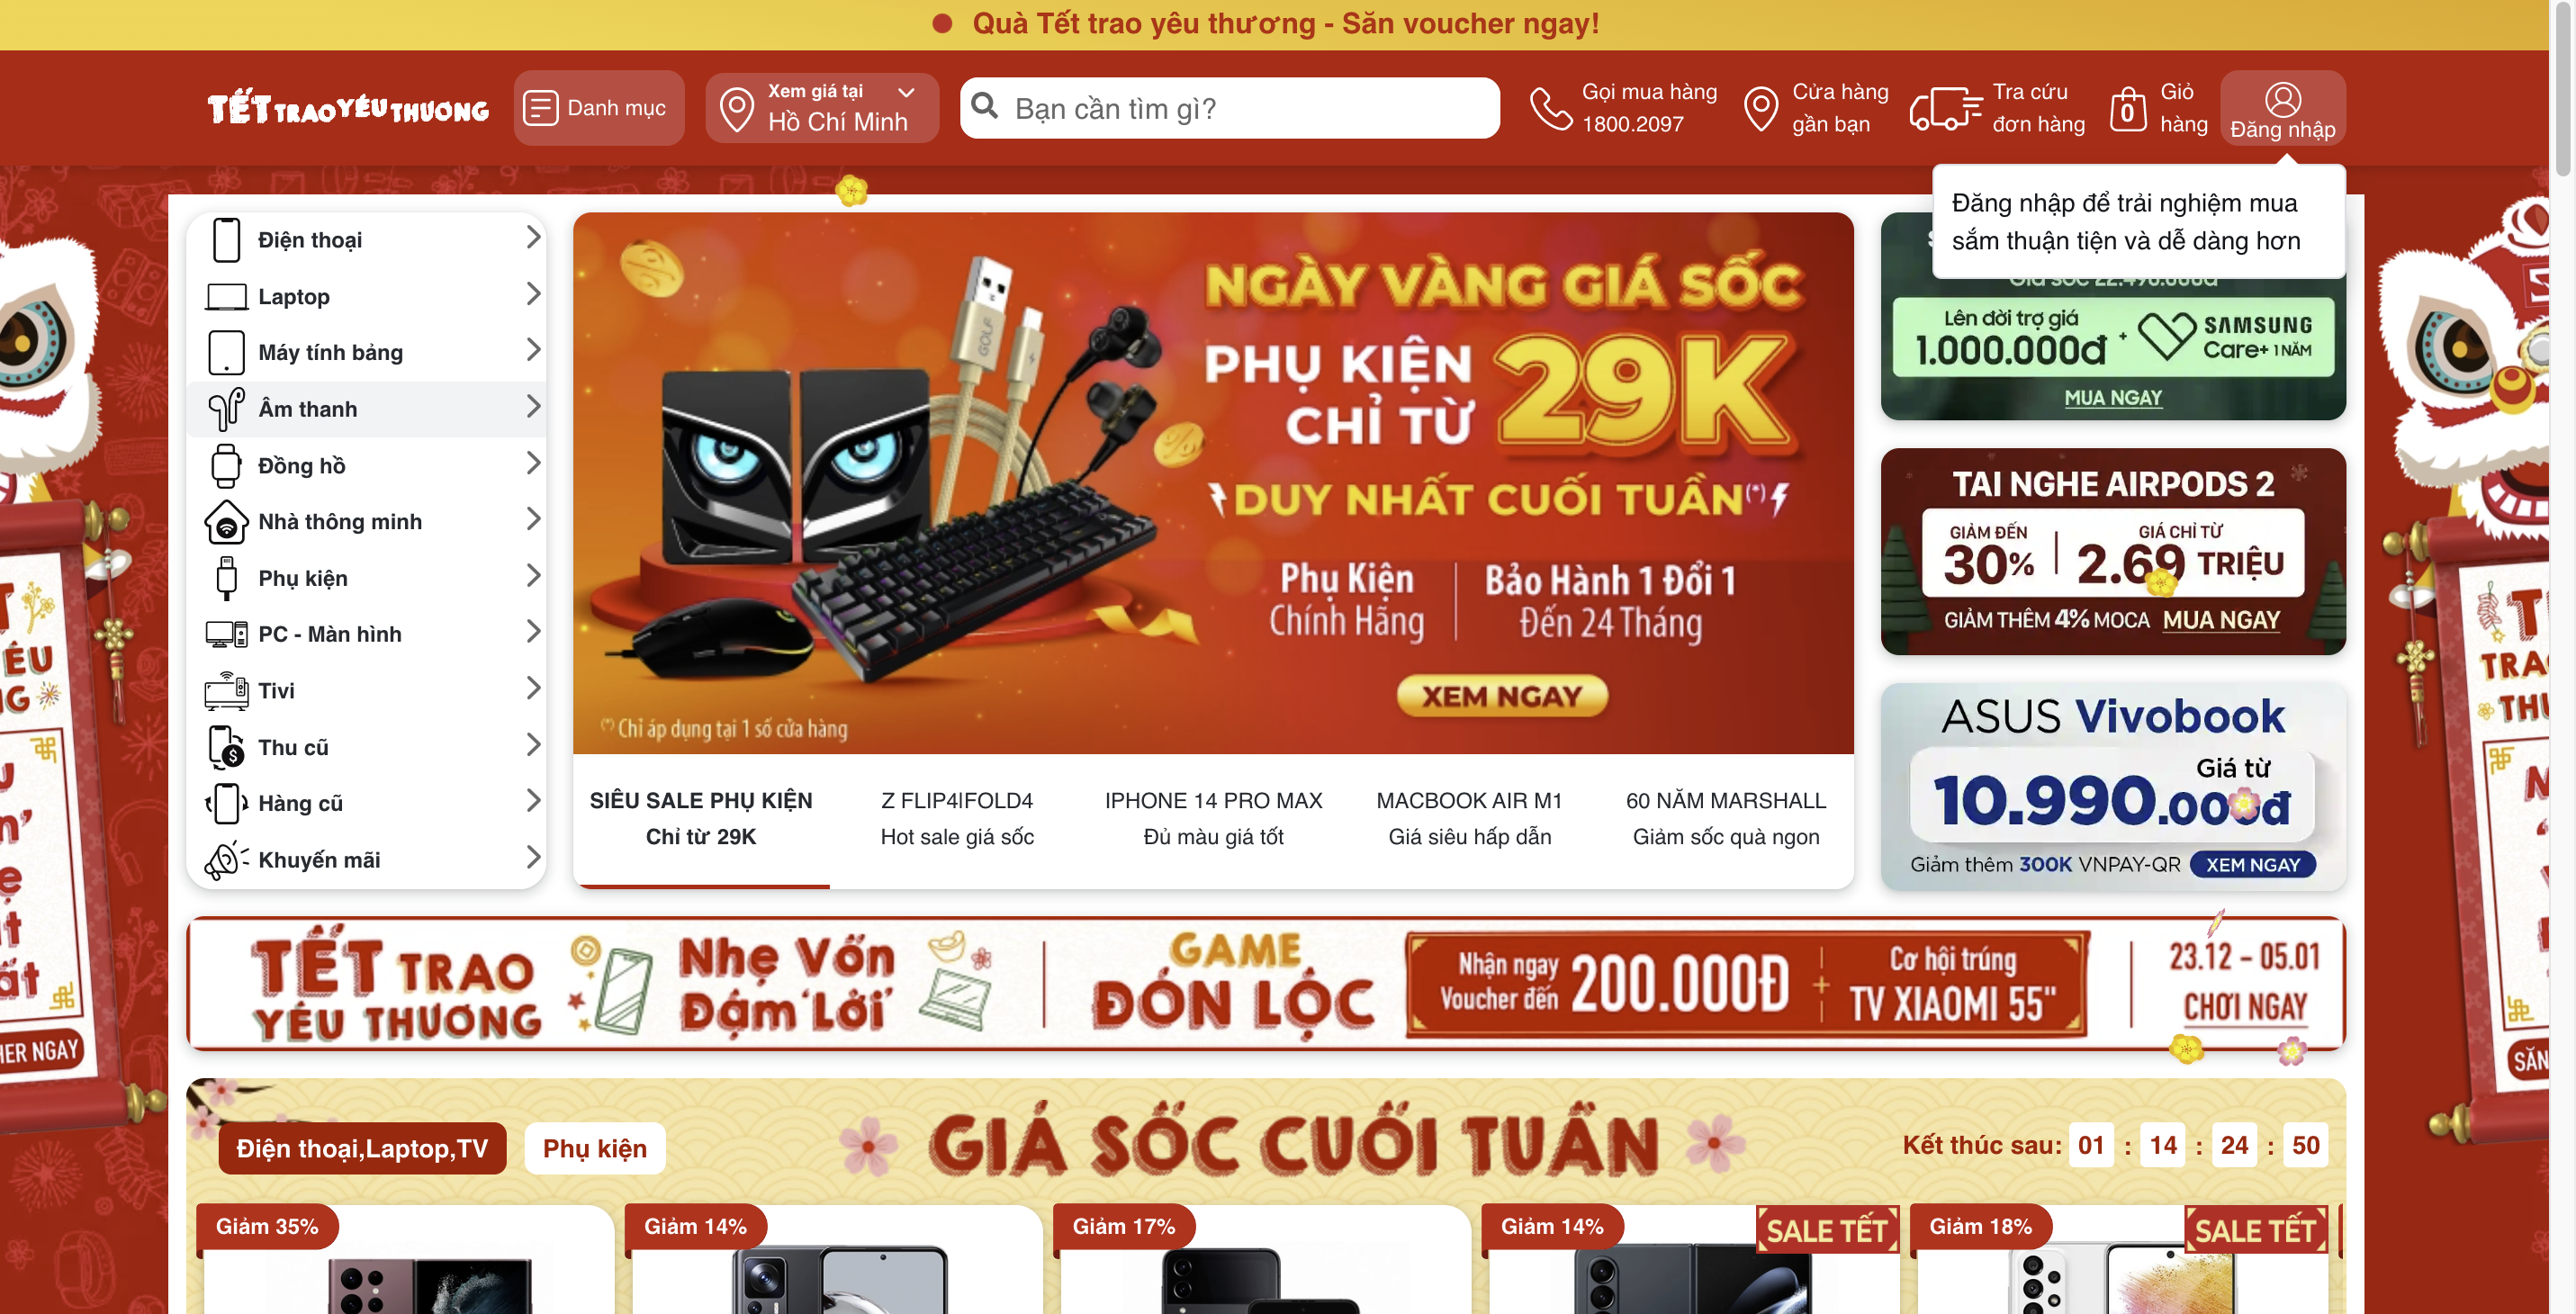 Quà Tết trao yêu thương - Săn voucher ngay!
TẾT TRAO YÊU THƯƠNG
Danh mục
Xem giá tại
Hồ Chí Minh
Bạn cần tìm gì?
Gọi mua hàng
1800.2097
Cửa hàng
gần bạn
Tra cứu
đơn hàng
0
Giỏ
hàng
Đăng nhập
Đăng nhập để trải nghiệm mua
sắm thuận tiện và dễ dàng hơn
Điện thoại
Laptop
Máy tính bảng
Âm thanh
Đồng hồ
Nhà thông minh
Phụ kiện
PC - Màn hình
Tivi
Thu cũ
Hàng cũ
Khuyến mãi
GOLF
NGÀY VÀNG GIÁ SỐC
PHỤ KIỆN
CHỈ TỪ 29K
DUY NHẤT CUỐI TUẦN(*)
Phụ Kiện
Chính Hãng
Bảo Hành 1 Đổi 1
Đến 24 Tháng
XEM NGAY
(*) Chỉ áp dụng tại 1 số cửa hàng
SIÊU SALE PHỤ KIỆN
Chỉ từ 29K
Z FLIP4|FOLD4
Hot sale giá sốc
IPHONE 14 PRO MAX
Đủ màu giá tốt
MACBOOK AIR M1
Giá siêu hấp dẫn
60 NĂM MARSHALL
Giảm sốc quà ngon
Lên đời trợ giá
1.000.000đ
+
SAMSUNG
Care+ 1 NĂM
MUA NGAY
TAI NGHE AIRPODS 2
GIẢM ĐẾN
30%
GIÁ CHỈ TỪ
2.69 TRIỆU
GIẢM THÊM 4% MOCA MUA NGAY
ASUS Vivobook
Giá từ
10.990.000đ
Giảm thêm 300K VNPAY-QR XEM NGAY
TẾT TRAO
YÊU THƯƠNG
Nhẹ Vốn
Đậm 'Lời'
GAME
ĐÓN LỘC
Nhận ngay
Voucher đến
200.000Đ
+
Cơ hội trúng
TV XIAOMI 55"
23.12 - 05.01
CHƠI NGAY
Điện thoại,Laptop,TV
Phụ kiện
GIÁ SỐC CUỐI TUẦN
Kết thúc sau: 01 : 14 : 24 : 50
Giảm 35%
Giảm 14%
Giảm 17%
Giảm 14%
SALE TẾT
Giảm 18%
SALE TẾT